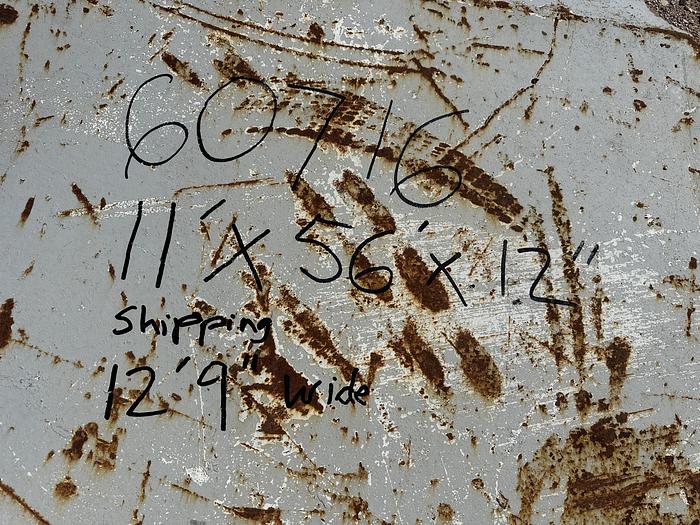 60716
11' x 56' x 12"
Shipping
12' 9" wide